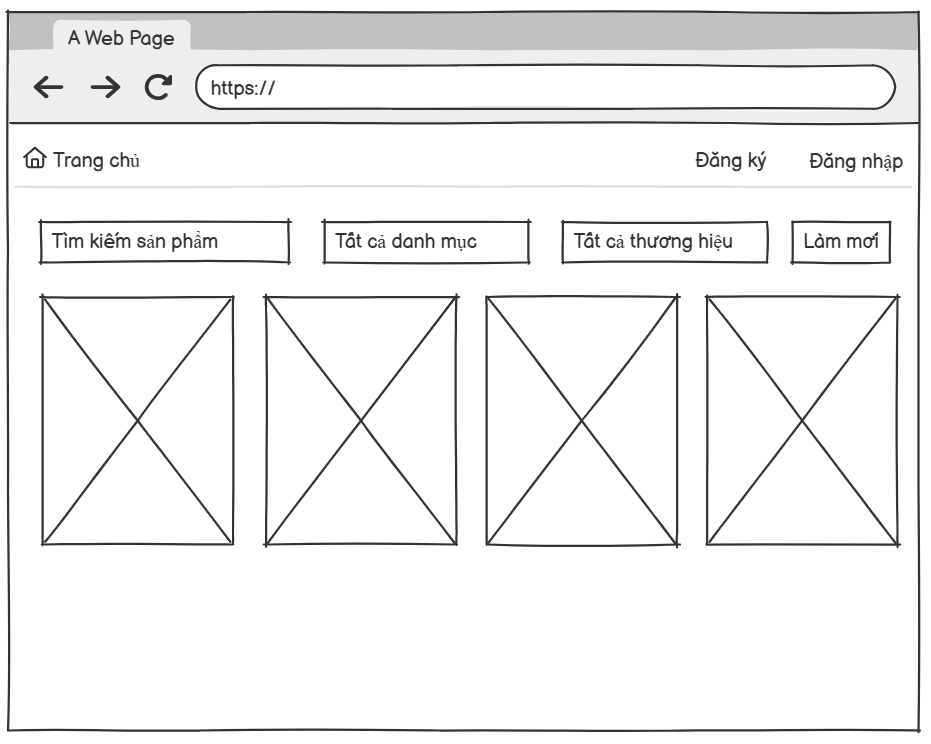 A Web Page
https://
Trang chủ
Đăng ký
Đăng nhập
Tìm kiếm sản phẩm
Tất cả danh mục
Tất cả thương hiệu
Làm mới